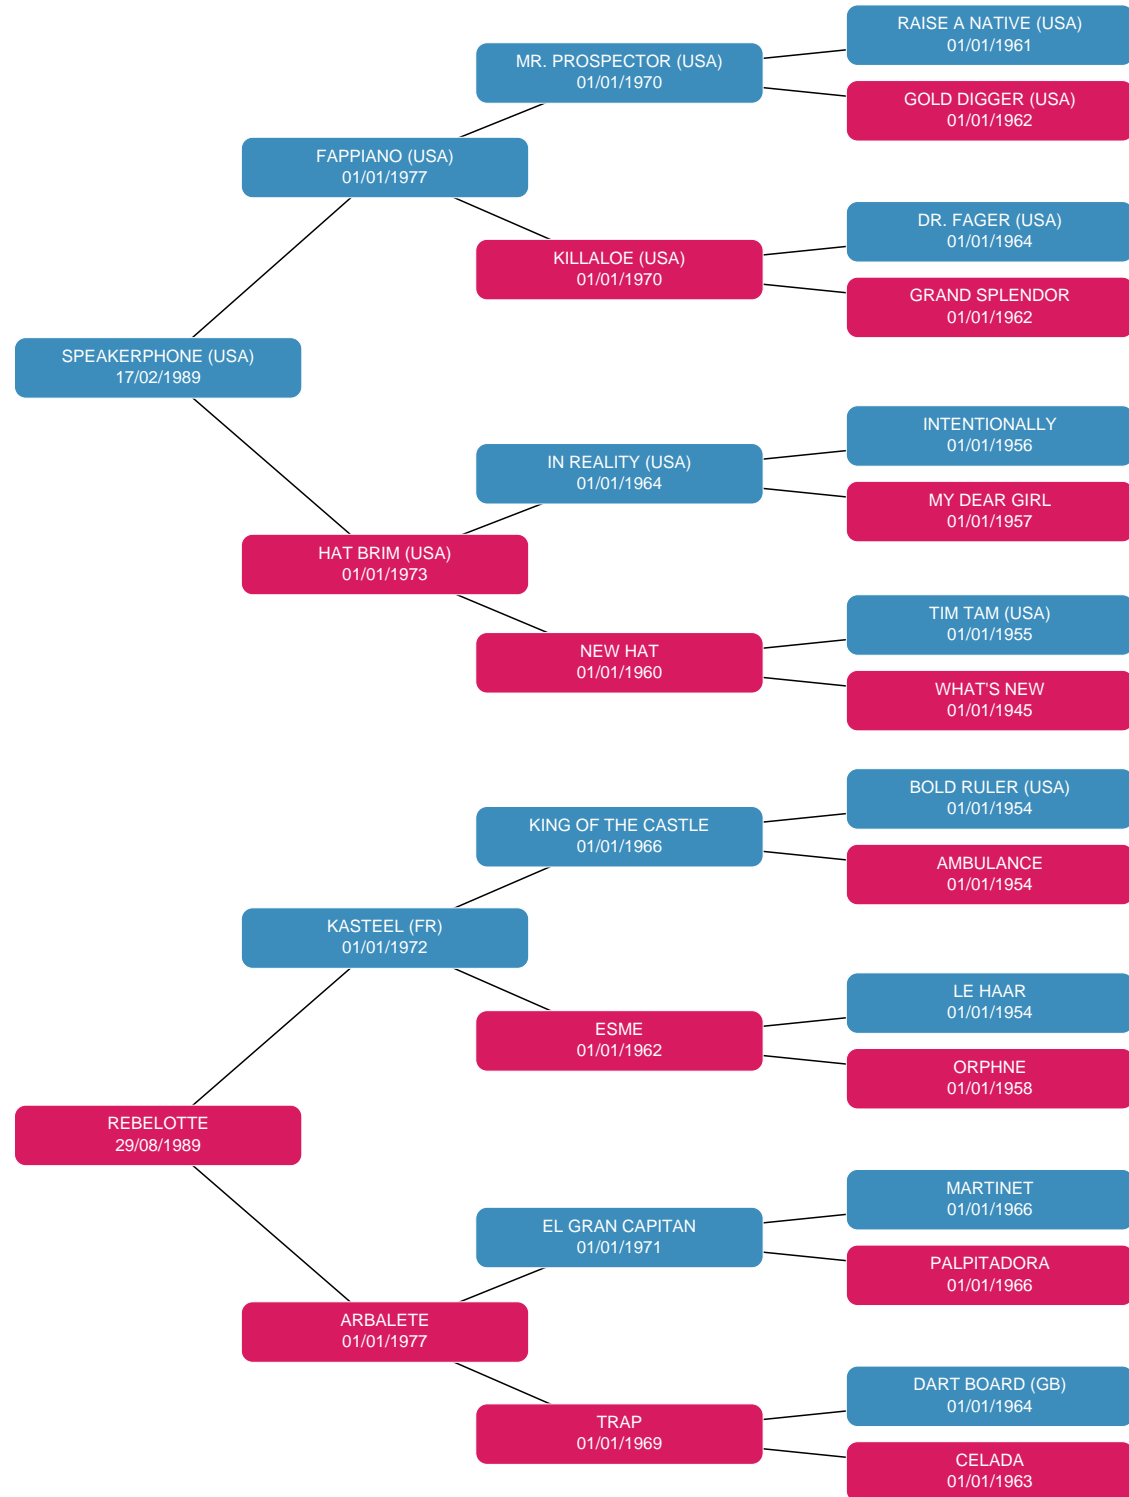 RAISE A NATIVE (USA)
01/01/1961
MR. PROSPECTOR (USA)
01/01/1970
GOLD DIGGER (USA)
01/01/1962
FAPPIANO (USA)
01/01/1977
DR. FAGER (USA)
01/01/1964
KILLALOE (USA)
01/01/1970
GRAND SPLENDOR
01/01/1962
SPEAKERPHONE (USA)
17/02/1989
INTENTIONALLY
01/01/1956
IN REALITY (USA)
01/01/1964
MY DEAR GIRL
01/01/1957
HAT BRIM (USA)
01/01/1973
TIM TAM (USA)
01/01/1955
NEW HAT
01/01/1960
WHAT'S NEW
01/01/1945
BOLD RULER (USA)
01/01/1954
KING OF THE CASTLE
01/01/1966
AMBULANCE
01/01/1954
KASTEEL (FR)
01/01/1972
LE HAAR
01/01/1954
ESME
01/01/1962
ORPHNE
01/01/1958
REBELOTTE
29/08/1989
MARTINET
01/01/1966
EL GRAN CAPITAN
01/01/1971
PALPITADORA
01/01/1966
ARBALETE
01/01/1977
DART BOARD (GB)
01/01/1964
TRAP
01/01/1969
CELADA
01/01/1963